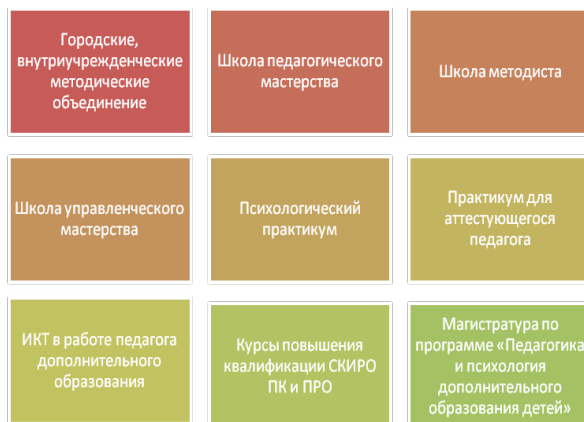 Городские,
внутриучрежденческие
методические
объединение
Школа педагогического
мастерства
Школа методиста
Школа управленческого
мастерства
Психологический
практикум
Практикум для
аттестующегося
педагога
ИКТ в работе педагога
дополнительного
образования
Курсы повышения
квалификации СКИРО
ПК и ПРО
Магистратура по
программе «Педагогика
и психология
дополнительного
образования детей»